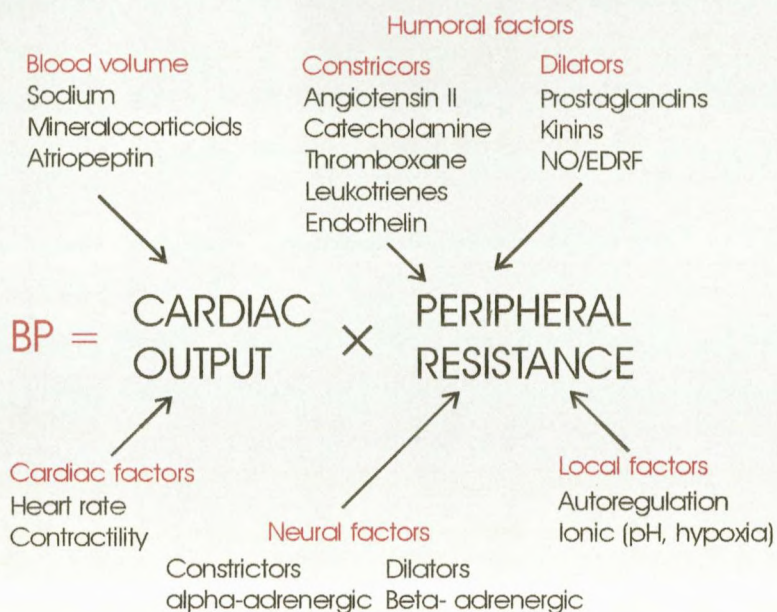 Humoral factors
Blood volume
Sodium
Mineralocorticoids
Atriopeptin
Constricors
Angiotensin II
Catecholamine
Thromboxane
Leukotrienes
Endothelin
Dilators
Prostaglandins
Kinins
NO/EDRF
BP = CARDIAC OUTPUT × PERIPHERAL RESISTANCE
Cardiac factors
Heart rate
Contractility
Neural factors
Constrictors
alpha-adrenergic
Dilators
Beta- adrenergic
Local factors
Autoregulation
Ionic (pH, hypoxia)